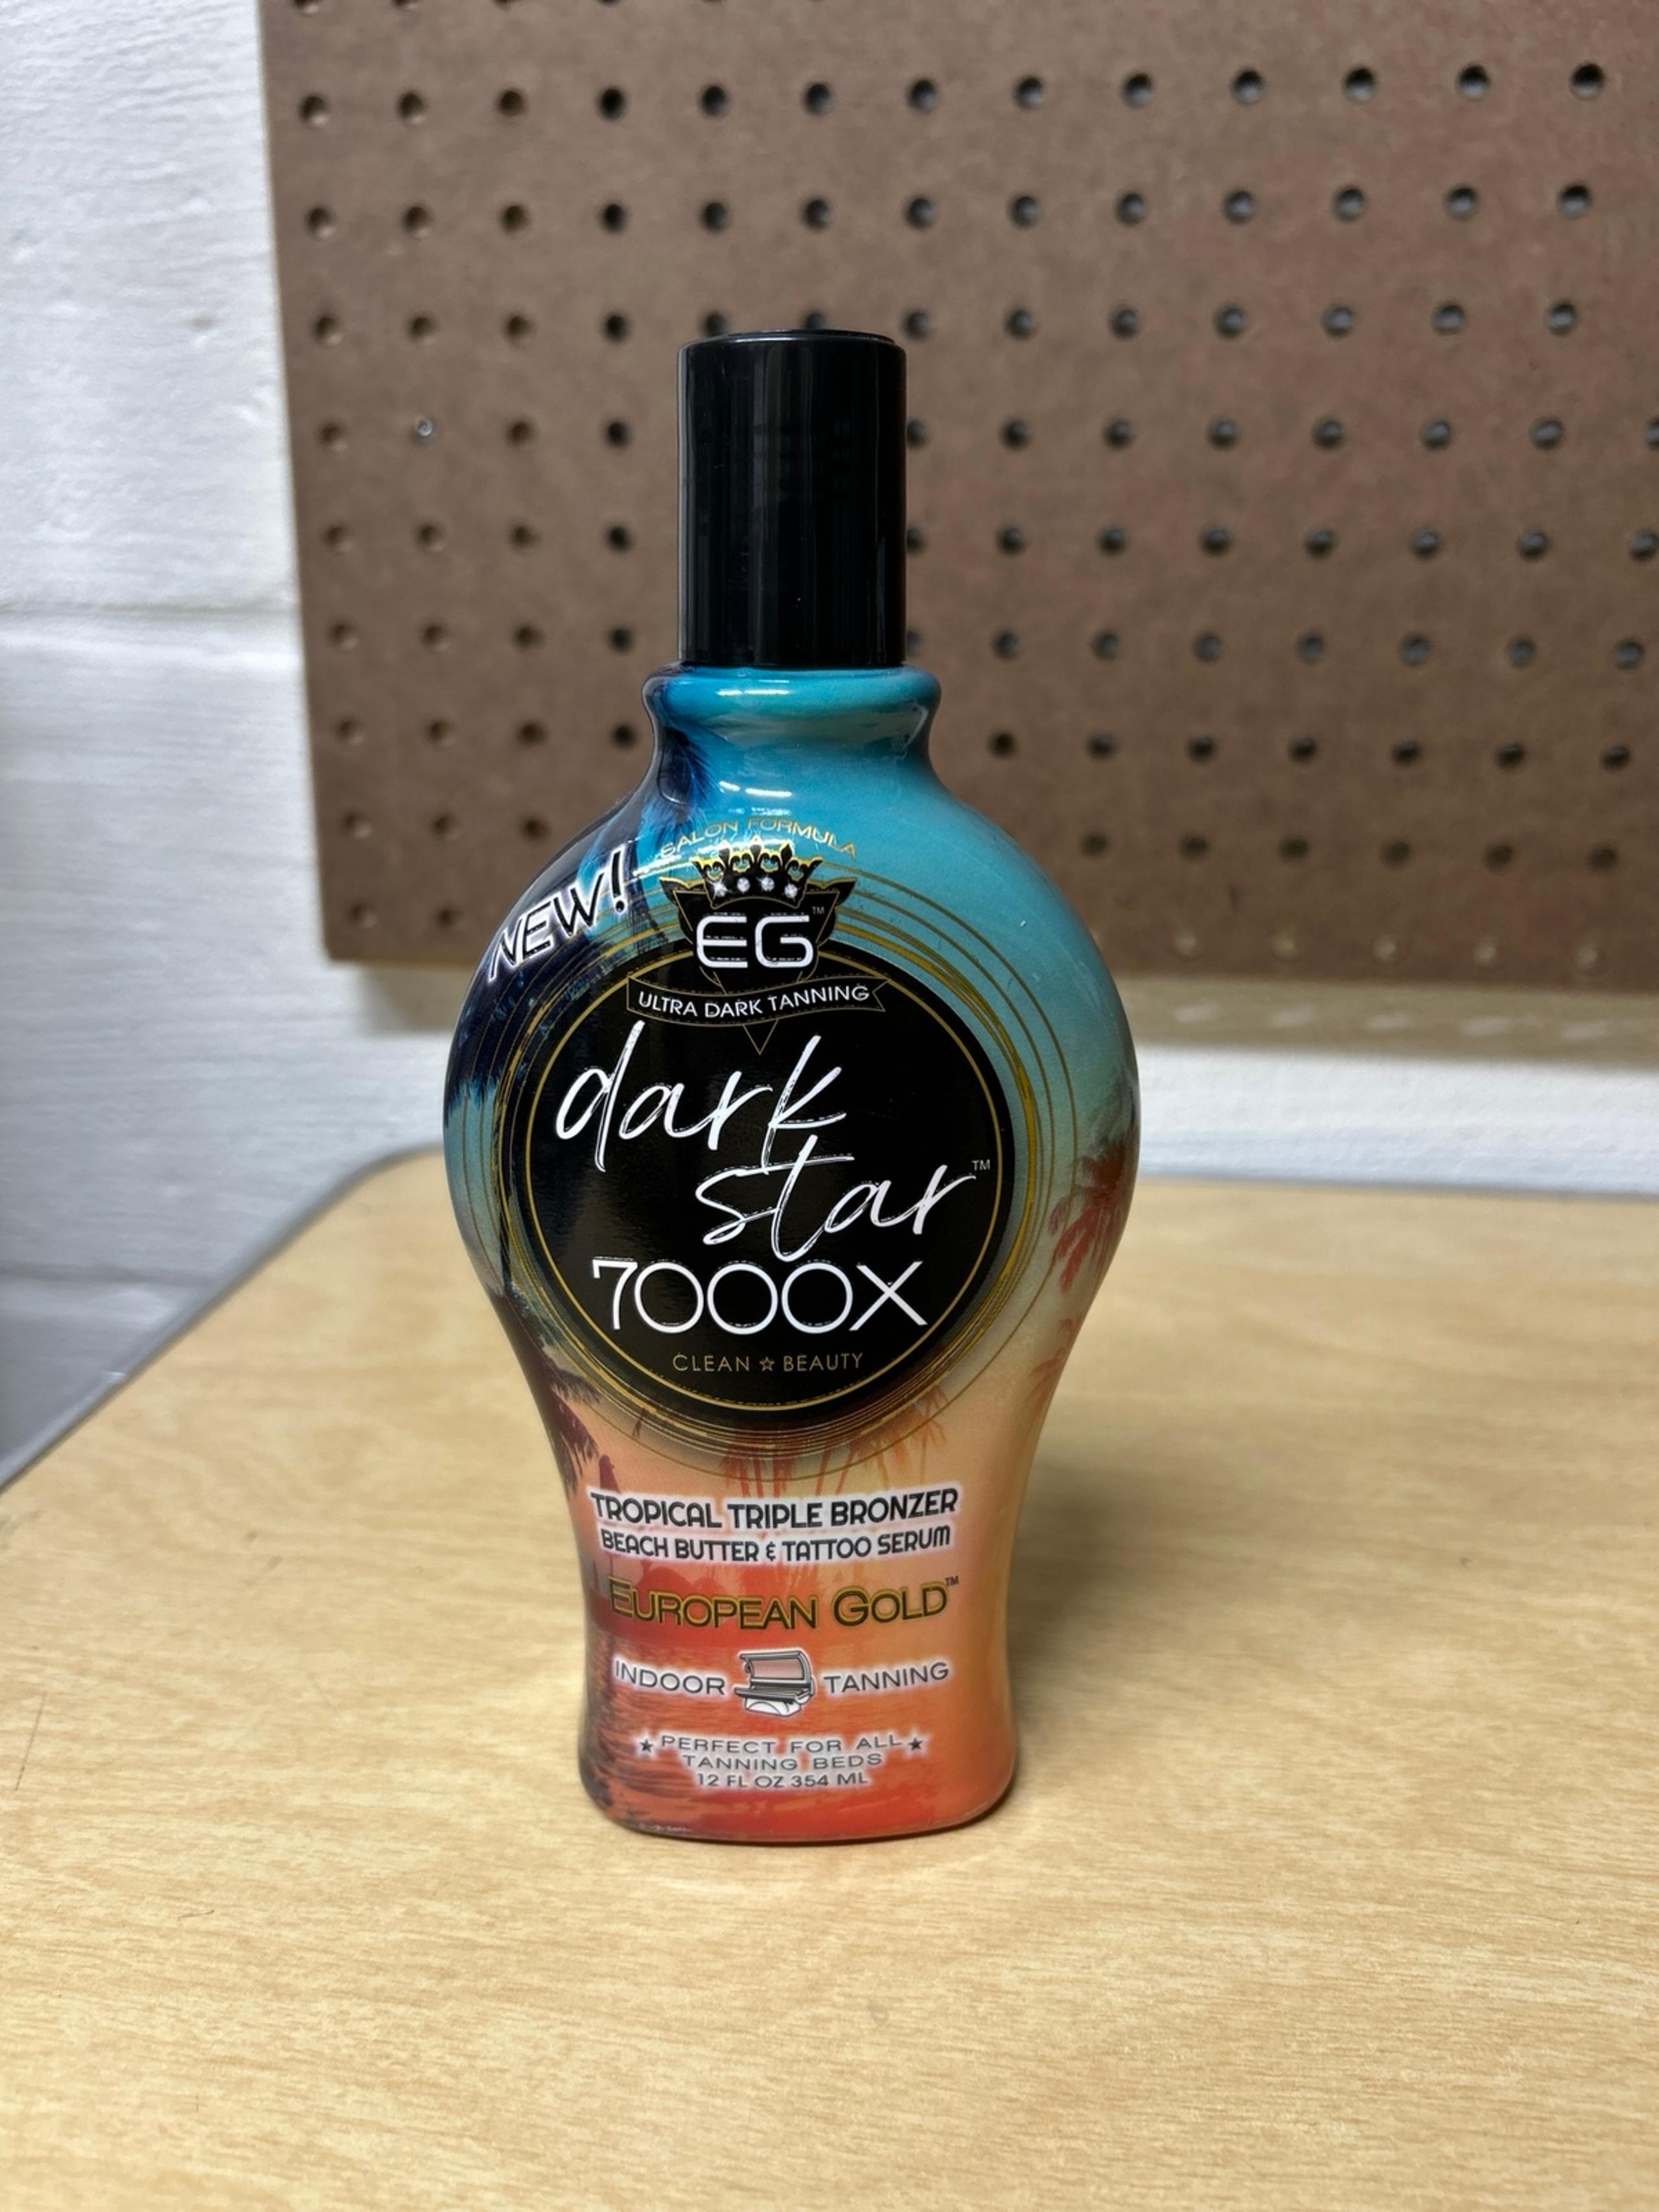 SALON FORMULA
NEW!
EG™
ULTRA DARK TANNING
dark
star™
7000X
CLEAN ☆ BEAUTY
TROPICAL TRIPLE BRONZER
BEACH BUTTER & TATTOO SERUM
EUROPEAN GOLD™
INDOOR TANNING
★ PERFECT FOR ALL ★
TANNING BEDS
12 FL OZ 354 ML